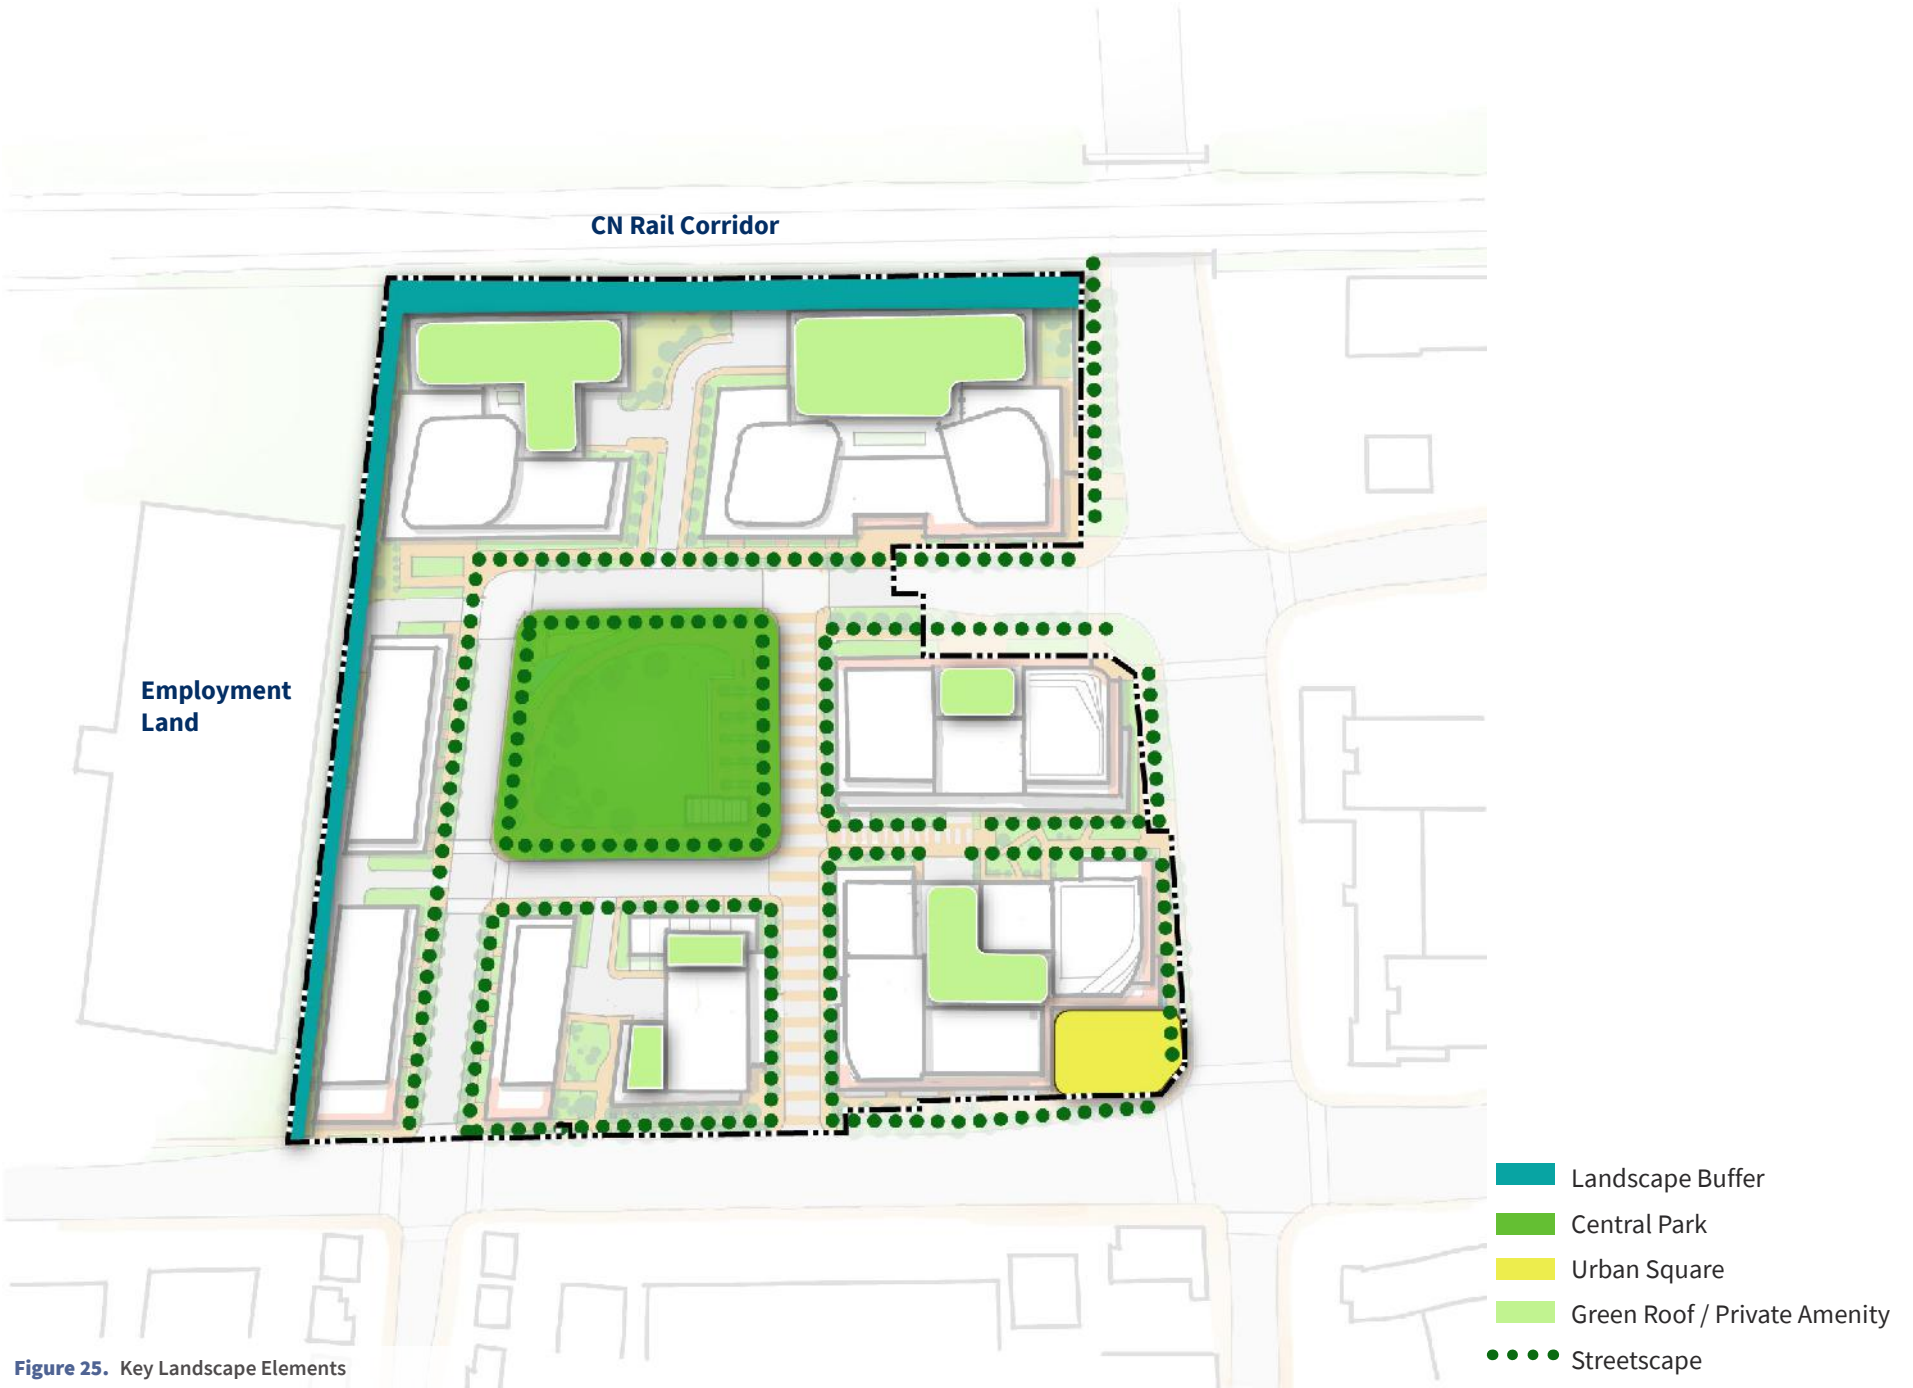 CN Rail Corridor
Employment
Land
Landscape Buffer
Central Park
Urban Square
Green Roof / Private Amenity
Streetscape
Figure 25. Key Landscape Elements